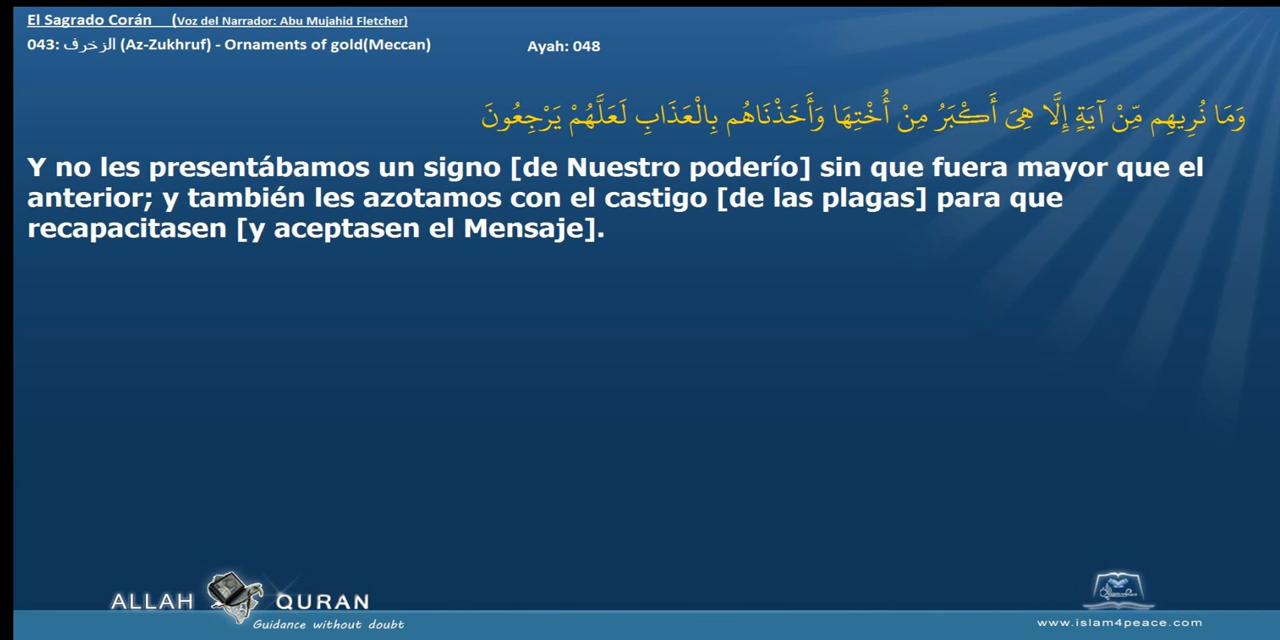 El Sagrado Corán (Voz del Narrador: Abu Mujahid Fletcher)
043: الزخرف (Az-Zukhruf) - Ornaments of gold(Meccan) Ayah: 048
وَمَا نُرِيهِم مِّنْ آيَةٍ إِلَّا هِيَ أَكْبَرُ مِنْ أُخْتِهَا وَأَخَذْنَاهُم بِالْعَذَابِ لَعَلَّهُمْ يَرْجِعُونَ
Y no les presentábamos un signo [de Nuestro poderío] sin que fuera mayor que el
anterior; y también les azotamos con el castigo [de las plagas] para que
recapacitasen [y aceptasen el Mensaje].
ALLAH QURAN
Guidance without doubt
www.islam4peace.com